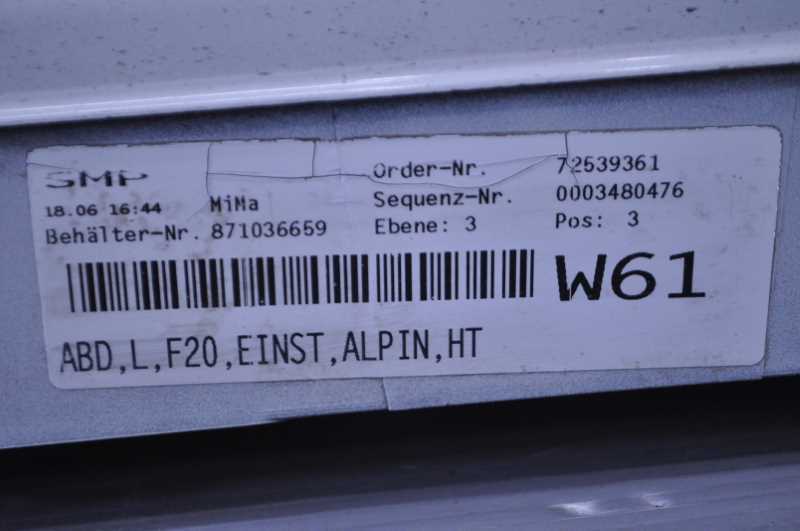 SMP Order-Nr. 72539361
18.06 16:44 MiMa Sequenz-Nr. 0003480476
Behälter-Nr. 871036659 Ebene: 3 Pos: 3
W61
ABD,L,F20,EINST,ALPIN,HT